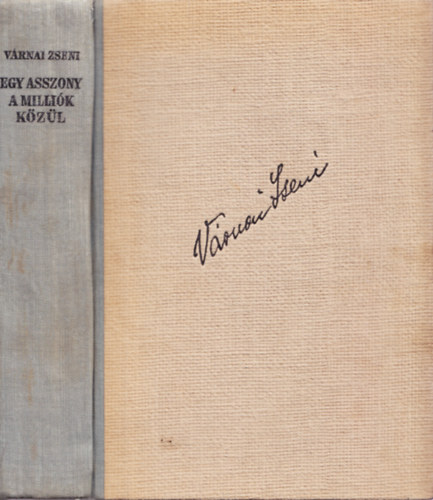 VÁRNAI ZSENI
EGY ASSZONY
A MILLIÓK
KÖZÜL
Várnai Zseni